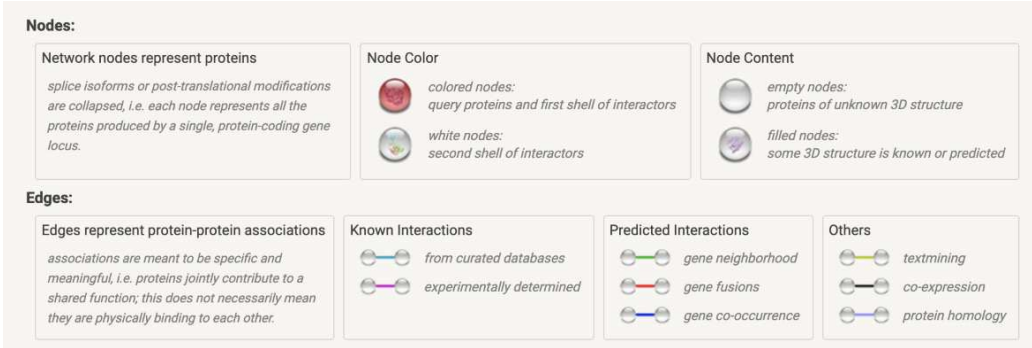 Nodes:
Network nodes represent proteins
splice isoforms or post-translational modifications
are collapsed, i.e. each node represents all the
proteins produced by a single, protein-coding gene
locus.
Node Color
colored nodes:
query proteins and first shell of interactors
white nodes:
second shell of interactors
Node Content
empty nodes:
proteins of unknown 3D structure
filled nodes:
some 3D structure is known or predicted
Edges:
Edges represent protein-protein associations
associations are meant to be specific and
meaningful, i.e. proteins jointly contribute to a
shared function; this does not necessarily mean
they are physically binding to each other.
Known Interactions
from curated databases
experimentally determined
Predicted Interactions
gene neighborhood
gene fusions
gene co-occurrence
Others
textmining
co-expression
protein homology